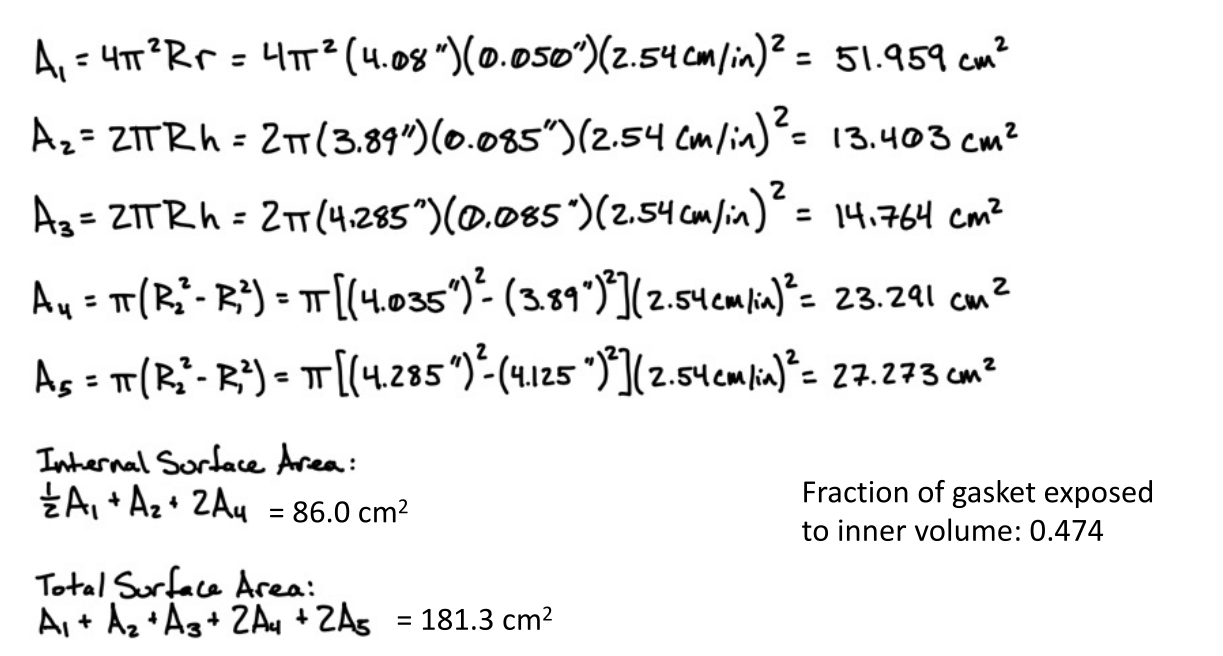 A₁ = 4π²Rr = 4π²(4.08")(0.050")(2.54 cm/in)² = 51.959 cm²
A₂ = 2πRh = 2π(3.89")(0.085")(2.54 cm/in)² = 13.403 cm²
A₃ = 2πRh = 2π(4.285")(0.085")(2.54 cm/in)² = 14.764 cm²
A₄ = π(R₂² - R₁²) = π[(4.035")² - (3.89")²](2.54 cm/in)² = 23.291 cm²
A₅ = π(R₂² - R₁²) = π[(4.285")² - (4.125")²](2.54 cm/in)² = 27.273 cm²
Internal Surface Area:
½A₁ + A₂ + 2A₄ = 86.0 cm²
Fraction of gasket exposed
to inner volume: 0.474
Total Surface Area:
A₁ + A₂ + A₃ + 2A₄ + 2A₅ = 181.3 cm²